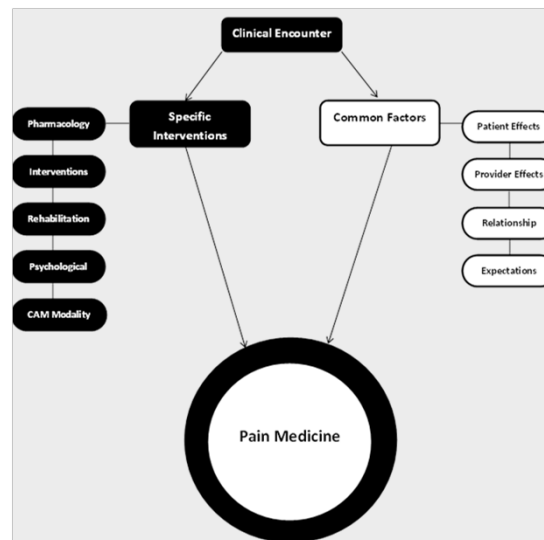 Clinical Encounter
Specific
Interventions
Common Factors
Pharmacology
Interventions
Rehabilitation
Psychological
CAM Modality
Patient Effects
Provider Effects
Relationship
Expectations
Pain Medicine